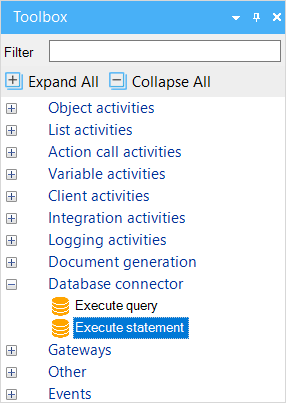 Toolbox
Filter
Expand All Collapse All
Object activities
List activities
Action call activities
Variable activities
Client activities
Integration activities
Logging activities
Document generation
Database connector
Execute query
Execute statement
Gateways
Other
Events